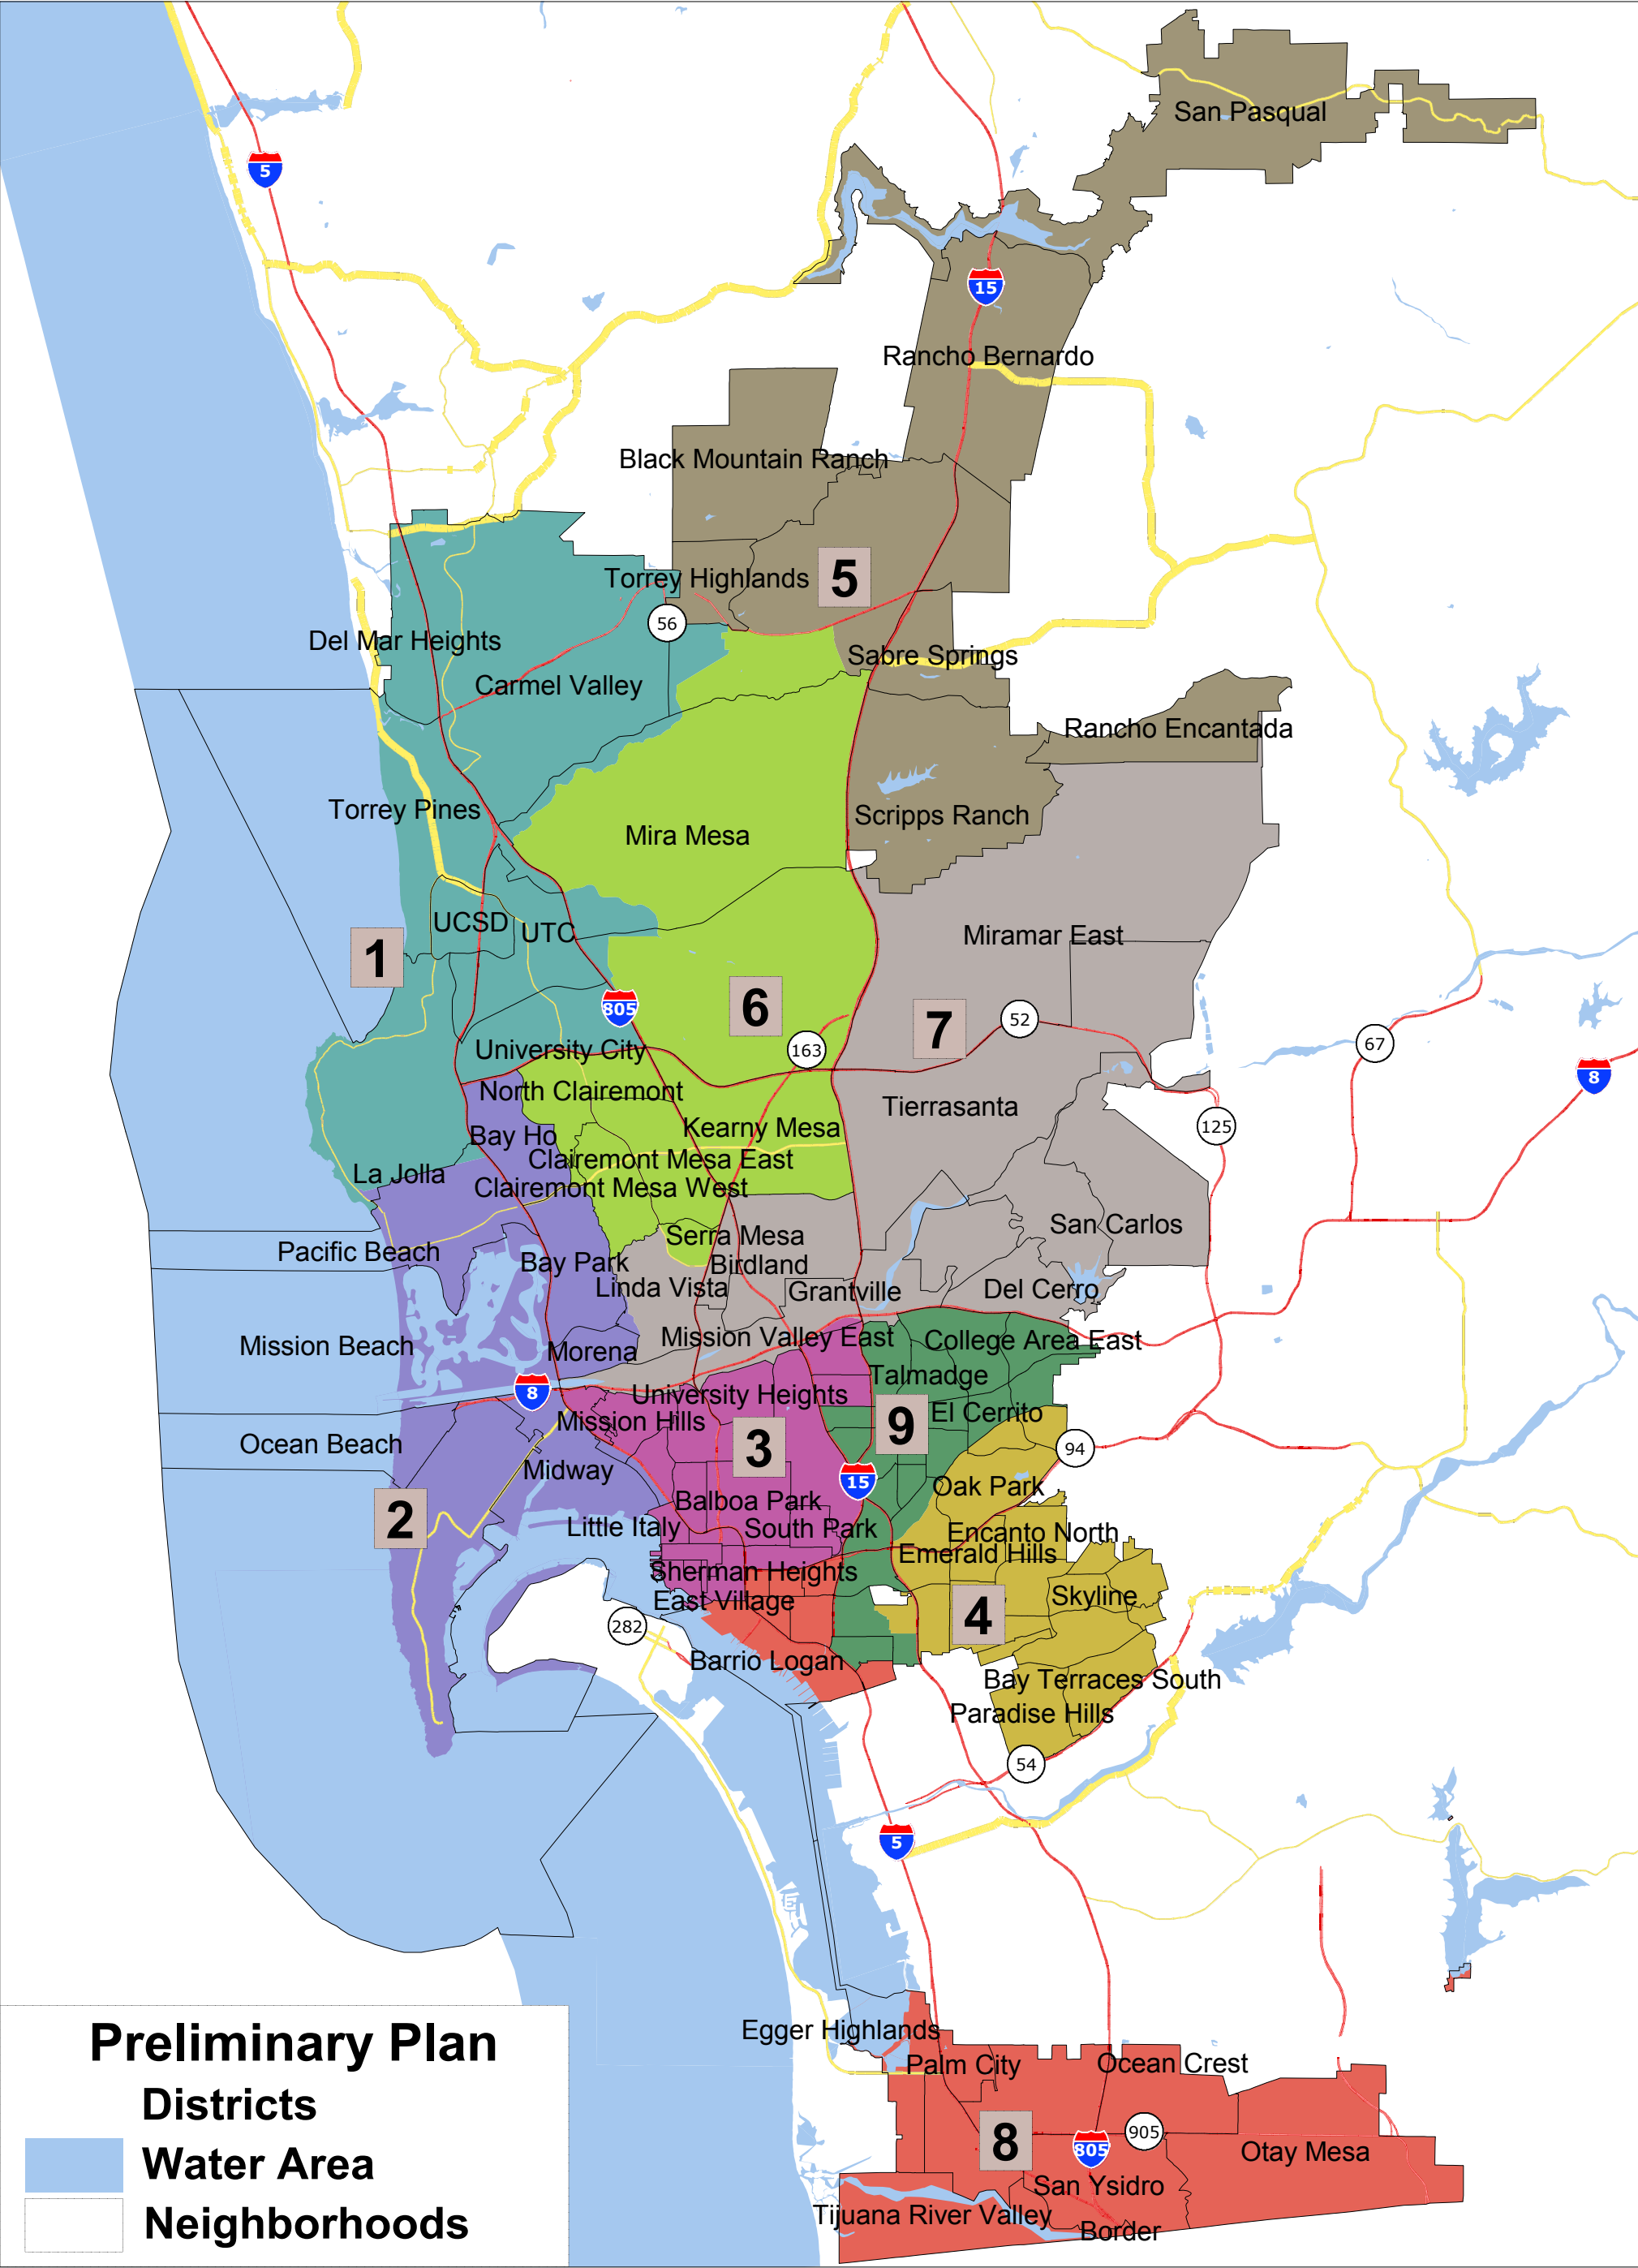 San Pasqual
5
15
Rancho Bernardo
Black Mountain Ranch
Torrey Highlands
5
56
Del Mar Heights
Sabre Springs
Carmel Valley
Rancho Encantada
Torrey Pines
Scripps Ranch
Mira Mesa
UCSD
UTC
Miramar East
1
6
7
805
52
163
67
8
University City
North Clairemont
Tierrasanta
Kearny Mesa
125
Bay Ho
Clairemont Mesa East
La Jolla
Clairemont Mesa West
San Carlos
Serra Mesa
Pacific Beach
Bay Park
Birdland
Linda Vista
Grantville
Del Cerro
Mission Beach
Morena
Mission Valley East
College Area East
Talmadge
8
University Heights
Mission Hills
El Cerrito
9
3
Ocean Beach
94
Midway
15
Oak Park
2
Balboa Park
Little Italy
South Park
Encanto North
Emerald Hills
Sherman Heights
East Village
Skyline
4
282
Barrio Logan
Bay Terraces South
Paradise Hills
54
5
Egger Highlands
Palm City
Ocean Crest
8
805
905
Otay Mesa
San Ysidro
Tijuana River Valley
Border
Preliminary Plan
Districts
Water Area
Neighborhoods